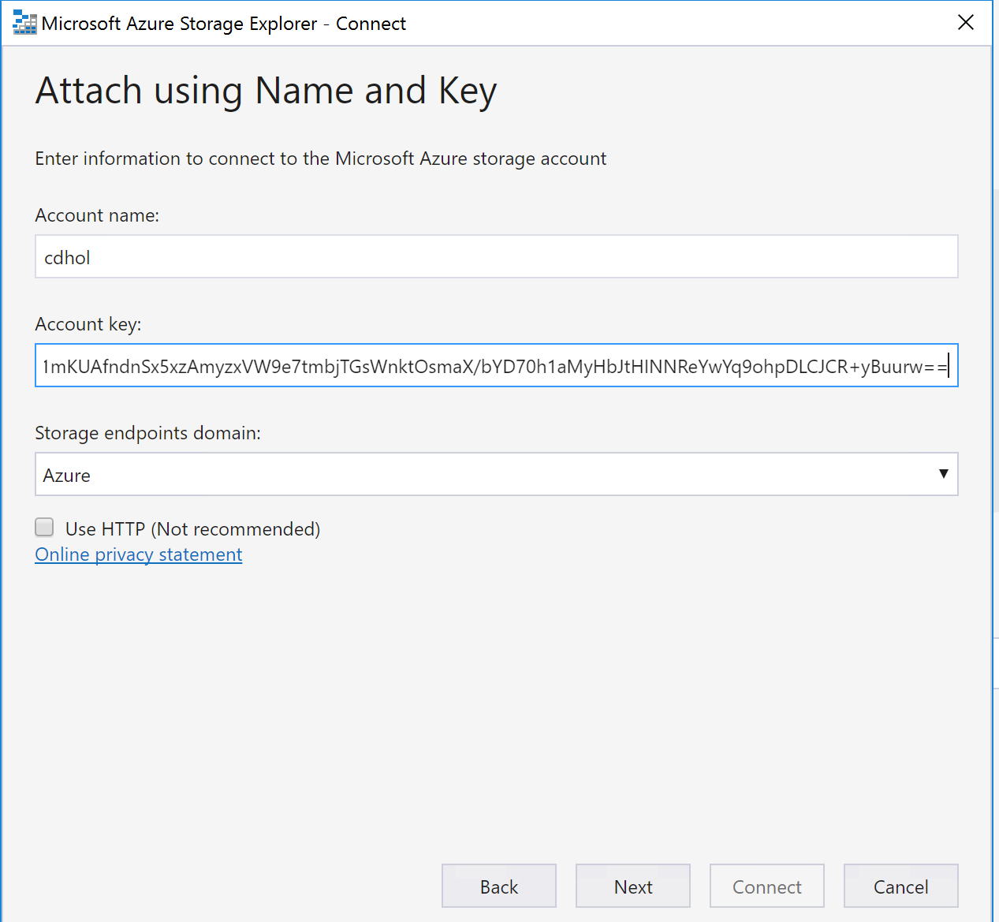 Microsoft Azure Storage Explorer - Connect
Attach using Name and Key
Enter information to connect to the Microsoft Azure storage account
Account name:
cdhol
Account key:
1mKUAfndnSx5xzAmyzxVW9e7tmbjTGsWnktOsmaX/bYD70h1aMyHbJtHINNReYwYq9ohpDLCJCR+yBuurw==
Storage endpoints domain:
Azure
Use HTTP (Not recommended)
Online privacy statement
Back Next Connect Cancel